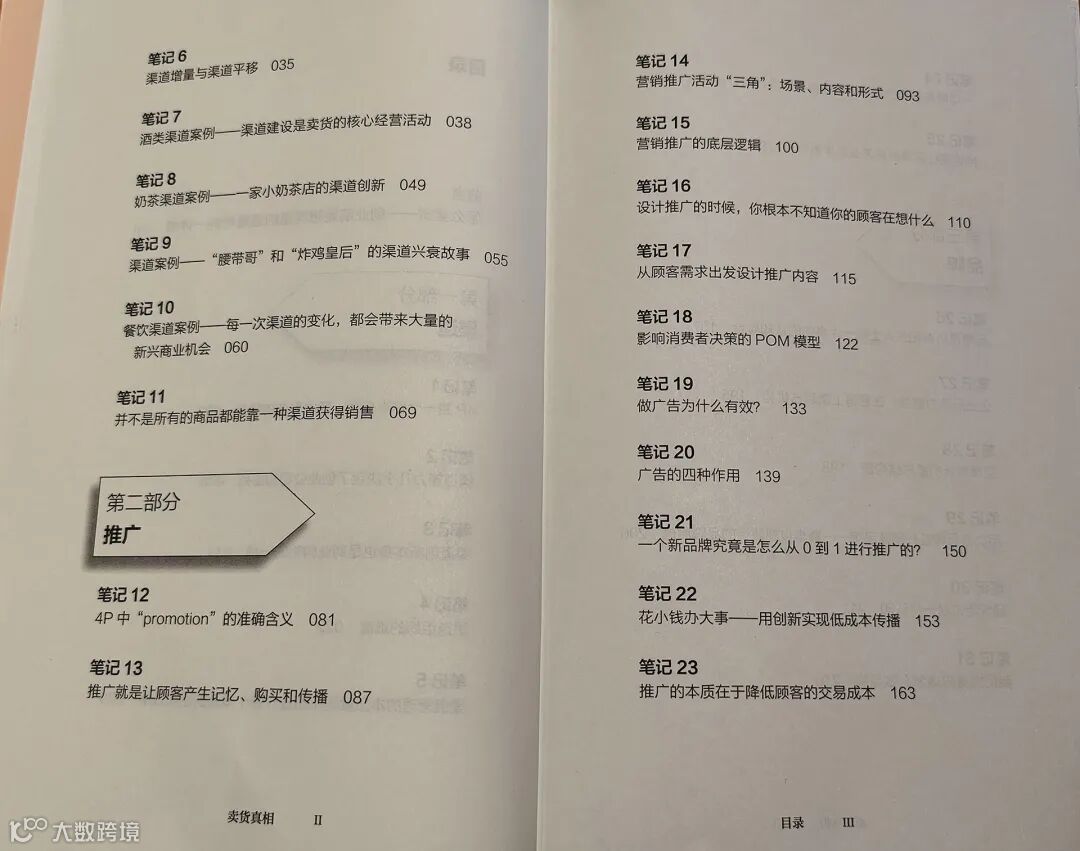 笔记 6
渠道增量与渠道平移 035
笔记 7
酒类渠道案例——渠道建设是卖货的核心经营活动 038
笔记 8
奶茶渠道案例——一家小奶茶店的渠道创新 049
笔记 9
渠道案例——“腰带哥”和“炸鸡皇后”的渠道兴衰故事 055
笔记 10
餐饮渠道案例——每一次渠道的变化，都会带来大量的
新兴商业机会 060
笔记 11
并不是所有的商品都能靠一种渠道获得销售 069
第二部分
推广
笔记 12
4P 中“promotion”的准确含义 081
笔记 13
推广就是让顾客产生记忆、购买和传播 087
卖货真相 II
笔记 14
营销推广活动“三角”：场景、内容和形式 093
笔记 15
营销推广的底层逻辑 100
笔记 16
设计推广的时候，你根本不知道你的顾客在想什么 110
笔记 17
从顾客需求出发设计推广内容 115
笔记 18
影响消费者决策的 POM 模型 122
笔记 19
做广告为什么有效？ 133
笔记 20
广告的四种作用 139
笔记 21
一个新品牌究竟是怎么从 0 到 1 进行推广的？ 150
笔记 22
花小钱办大事——用创新实现低成本传播 153
笔记 23
推广的本质在于降低顾客的交易成本 163
目录 III
大数跨境